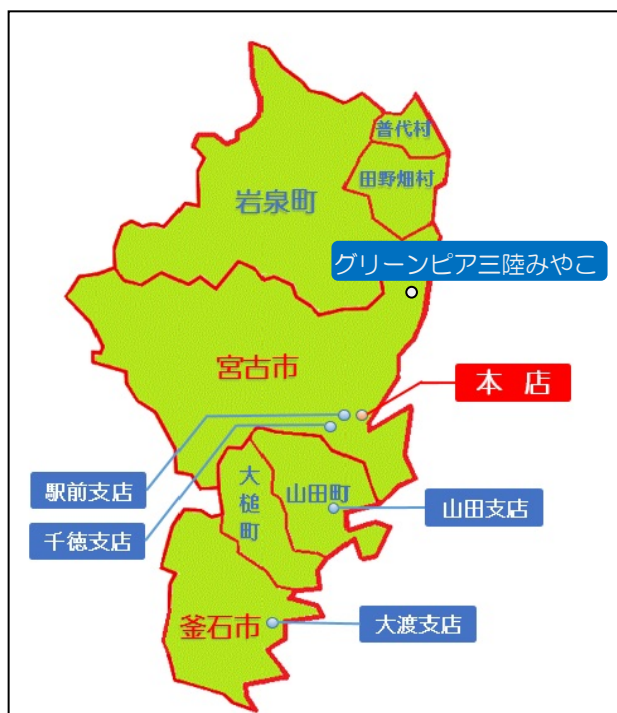 普代村
田野畑村
岩泉町
グリーンピア三陸みやこ
宮古市
本店
駅前支店
大槌町
山田町
山田支店
千徳支店
釜石市
大渡支店